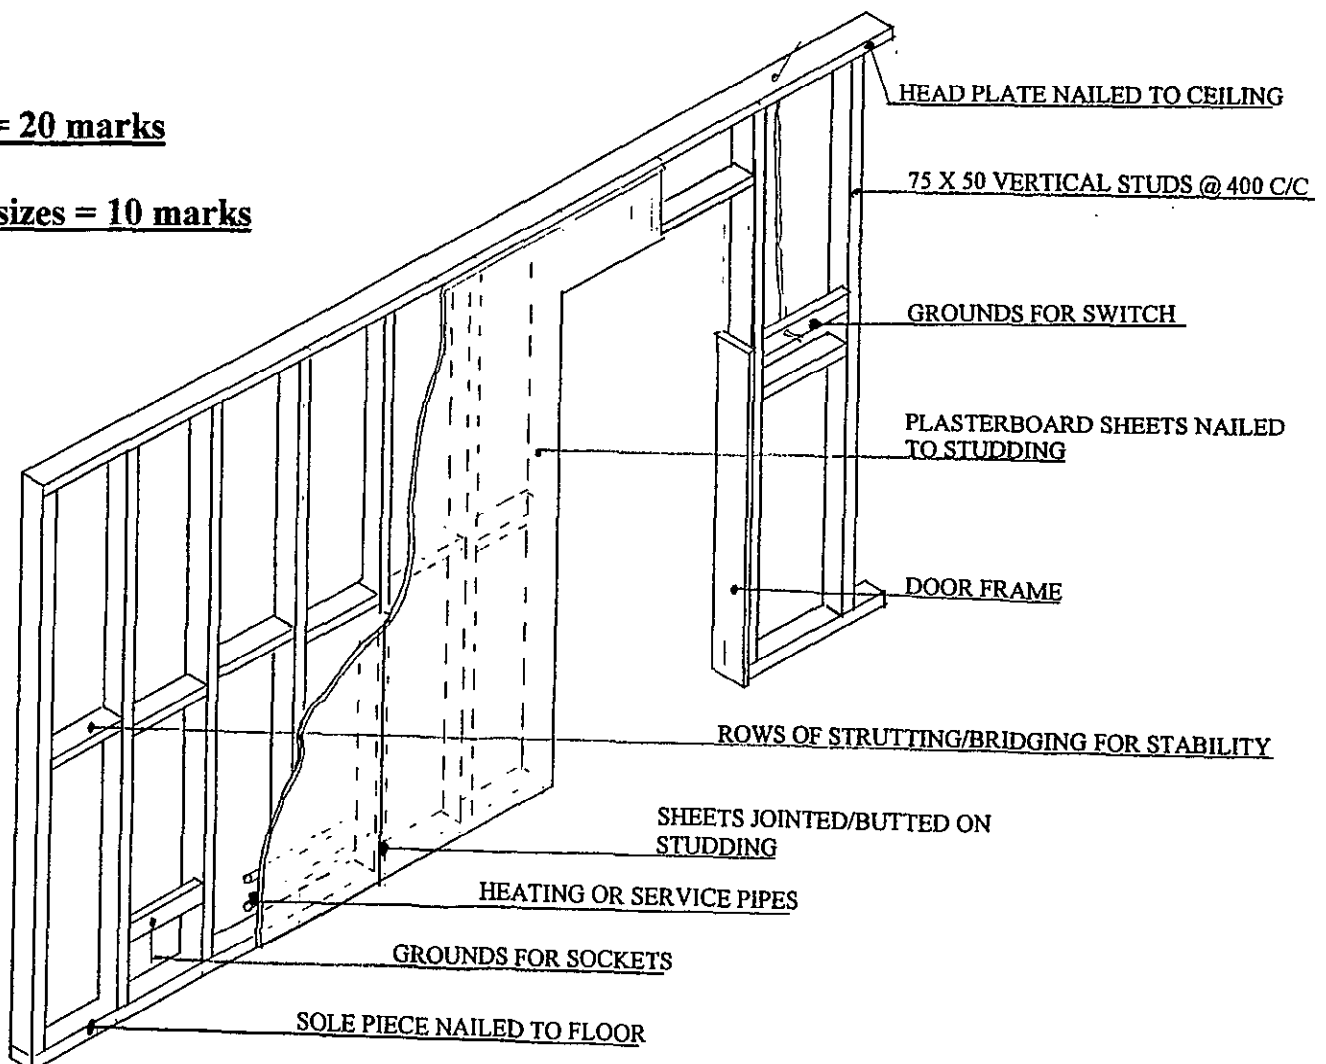 = 20 marks
sizes = 10 marks
HEAD PLATE NAILED TO CEILING
75 X 50 VERTICAL STUDS @ 400 C/C
GROUNDS FOR SWITCH
PLASTERBOARD SHEETS NAILED
TO STUDDING
DOOR FRAME
ROWS OF STRUTTING/BRIDGING FOR STABILITY
SHEETS JOINTED/BUTTED ON
STUDDING
HEATING OR SERVICE PIPES
GROUNDS FOR SOCKETS
SOLE PIECE NAILED TO FLOOR